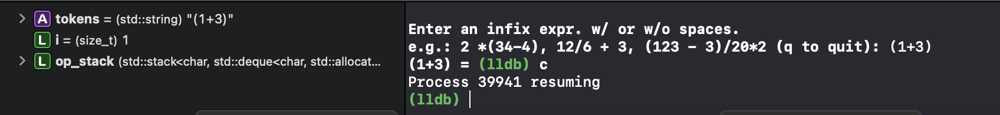 A tokens = (std::string) "(1+3)"
L i = (size_t) 1
L op_stack (std::stack<char, std::deque<char, std::allocat...
Enter an infix expr. w/ or w/o spaces.
e.g.: 2 *(34-4), 12/6 + 3, (123 - 3)/20*2 (q to quit): (1+3)
(1+3) = (lldb) c
Process 39941 resuming
(lldb)